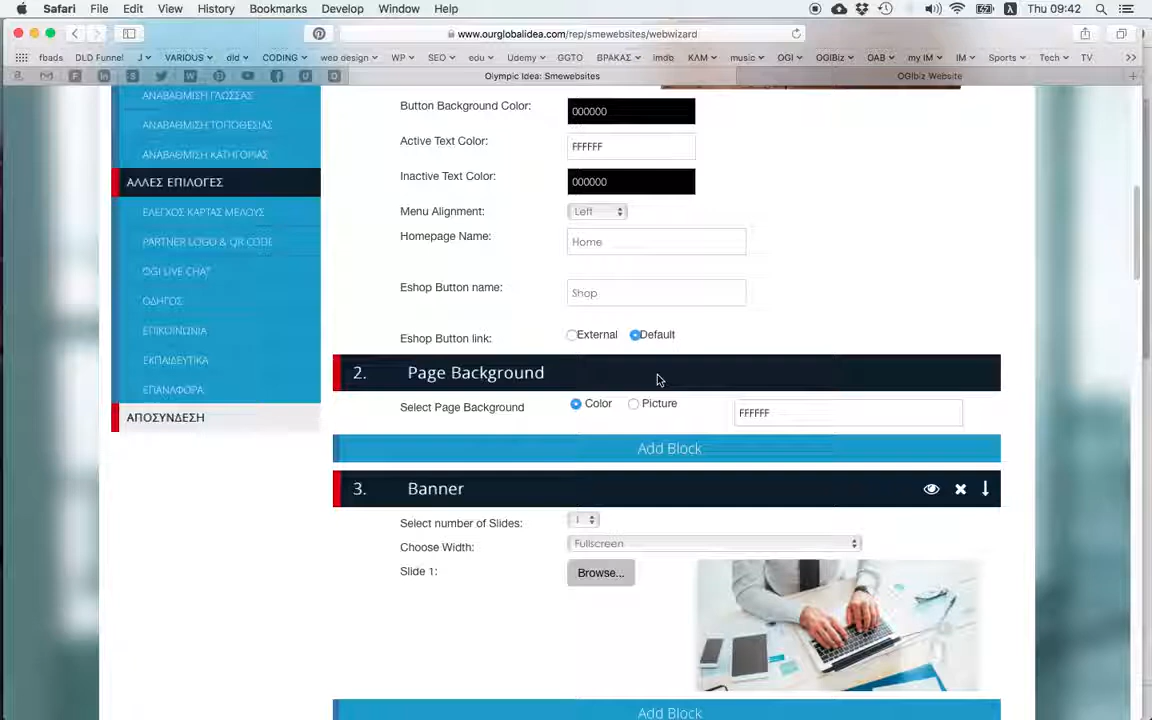 Safari File Edit View History Bookmarks Develop Window Help Thu 09:42
www.ourglobalidea.com/rep/smewebsites/webwizard
fbads DLD Funnel J VARIOUS dld CODING web design WP SEO edu Udemy GGTO ΒΡΑΚΑΣ imdb ΚΛΜ music OGI OGIBiz OAB my IM IM Sports Tech TV
Olympic Idea: Smewebsites OGIbiz Website
ΑΝΑΒΑΘΜΙΣΗ ΓΛΩΣΣΑΣ
ΑΝΑΒΑΘΜΙΣΗ ΤΟΠΟΘΕΣΙΑΣ
ΑΝΑΒΑΘΜΙΣΗ ΚΑΤΗΓΟΡΙΑΣ
ΑΛΛΕΣ ΕΠΙΛΟΓΕΣ
ΕΛΕΓΧΟΣ ΚΑΡΤΑΣ ΜΕΛΟΥΣ
PARTNER LOGO & QR CODE
OGI LIVE CHAT
ΟΔΗΓΟΣ
ΕΠΙΚΟΙΝΩΝΙΑ
ΕΚΠΑΙΔΕΥΤΙΚΑ
ΕΠΑΝΑΦΟΡΑ
ΑΠΟΣΥΝΔΕΣΗ
Button Background Color: 000000
Active Text Color: FFFFFF
Inactive Text Color: 000000
Menu Alignment: Left
Homepage Name: Home
Eshop Button name: Shop
Eshop Button link: External Default
2. Page Background
Select Page Background Color Picture FFFFFF
Add Block
3. Banner
Select number of Slides: 1
Choose Width: Fullscreen
Slide 1: Browse...
Add Block